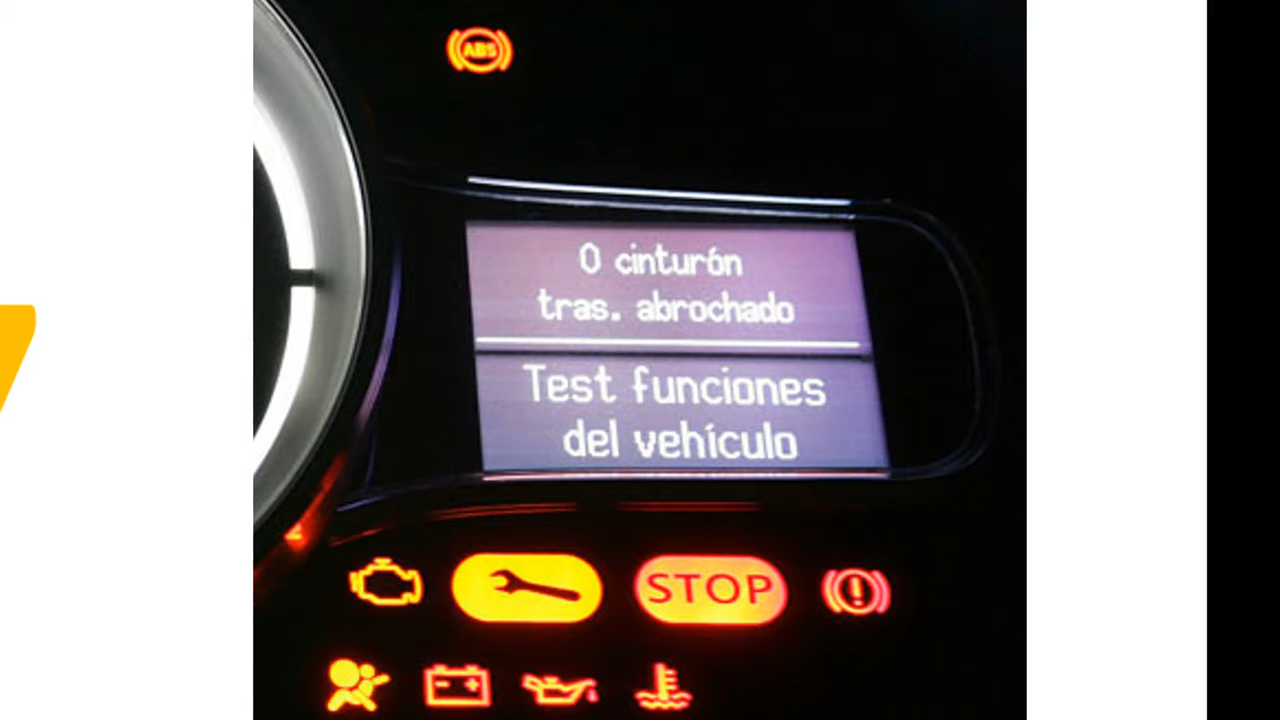 ABS
0 cinturón
tras. abrochado
Test funciones
del vehículo
STOP